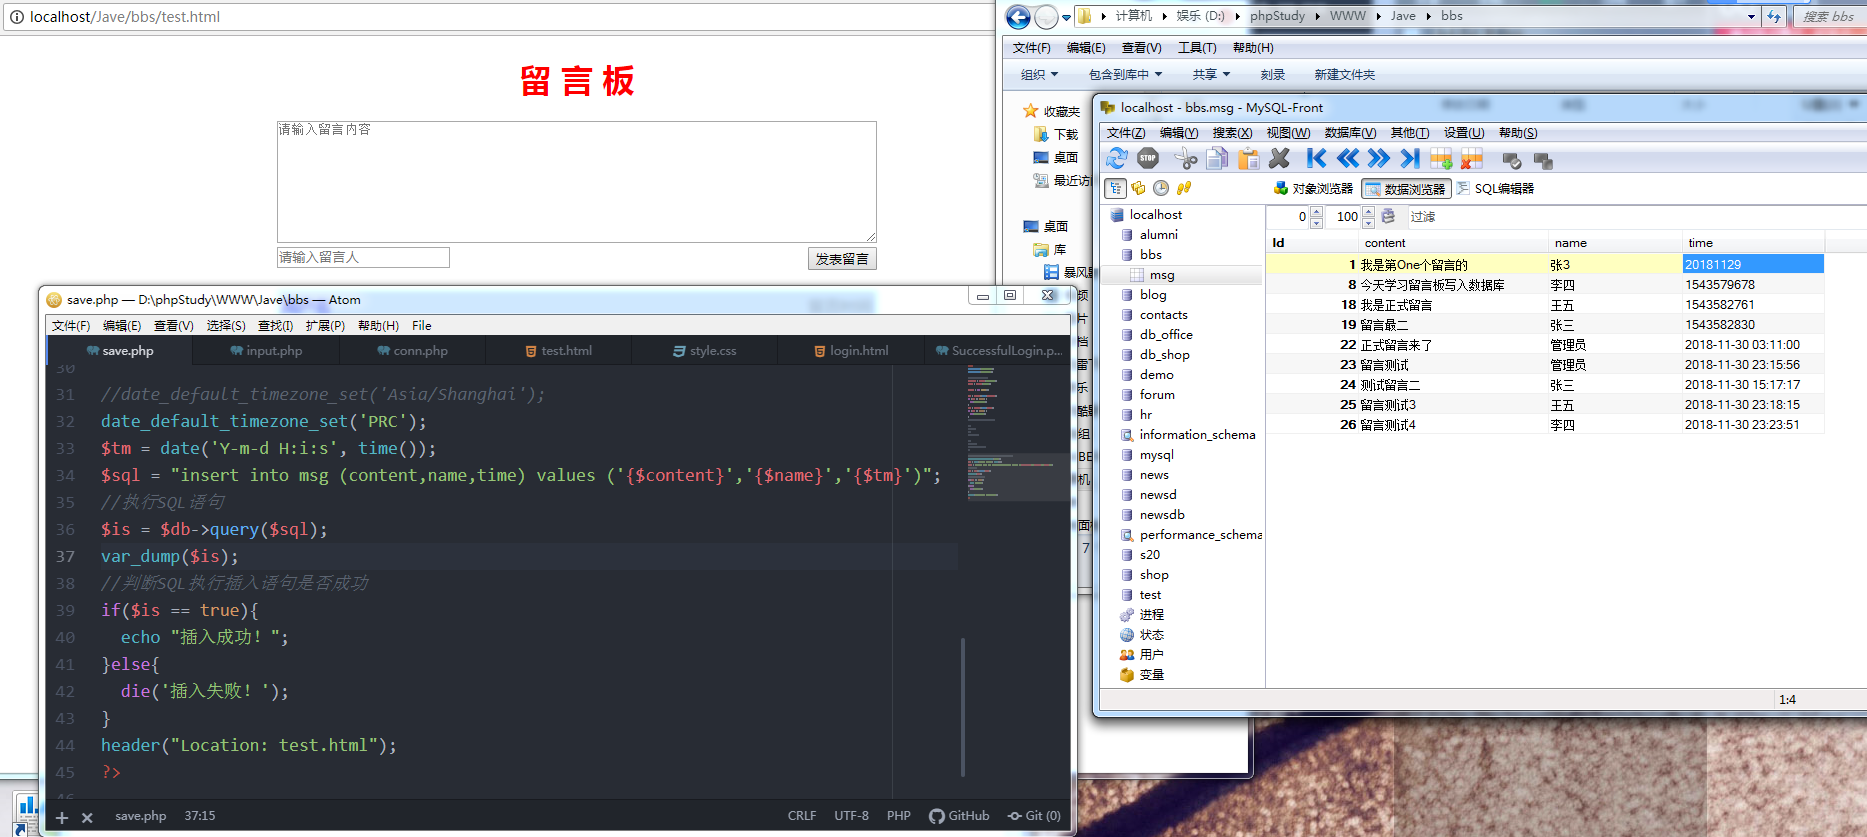 localhost/Jave/bbs/test.html
留 言 板
请输入留言内容
请输入留言人
发表留言
计算机 娱乐 (D:) phpStudy WWW Jave bbs
搜索 bbs
文件(F) 编辑(E) 查看(V) 工具(T) 帮助(H)
组织 包含到库中 共享 刻录 新建文件夹
收藏夹
下载
桌面
最近访
桌面
库
save.php — D:\phpStudy\WWW\Jave\bbs — Atom
文件(F) 编辑(E) 查看(V) 选择(S) 查找(I) 扩展(P) 帮助(H) File
save.php input.php conn.php test.html style.css login.html SuccessfulLogin.p...
30
31 //date_default_timezone_set('Asia/Shanghai');
32 date_default_timezone_set('PRC');
33 $tm = date('Y-m-d H:i:s', time());
34 $sql = "insert into msg (content,name,time) values ('{$content}','{$name}','{$tm}')";
35 //执行SQL语句
36 $is = $db->query($sql);
37 var_dump($is);
38 //判断SQL执行插入语句是否成功
39 if($is == true){
40 echo "插入成功! ";
41 }else{
42 die('插入失败! ');
43 }
44 header("Location: test.html");
45 ?>
save.php 37:15 CRLF UTF-8 PHP GitHub Git (0)
localhost - bbs.msg - MySQL-Front
文件(Z) 编辑(Y) 搜索(X) 视图(W) 数据库(V) 其他(T) 设置(U) 帮助(S)
STOP
对象浏览器 数据浏览器 SQL编辑器
0 100 过滤
localhost
alumni
bbs
msg
blog
contacts
db_office
db_shop
demo
forum
hr
information_schema
mysql
news
newsd
newsdb
performance_schema
s20
shop
test
进程
状态
用户
变量
Id content name time
1 我是第One个留言的 张3 20181129
8 今天学习留言板写入数据库 李四 1543579678
18 我是正式留言 王五 1543582761
19 留言最二 张三 1543582830
22 正式留言来了 管理员 2018-11-30 03:11:00
23 留言测试 管理员 2018-11-30 23:15:56
24 测试留言二 张三 2018-11-30 15:17:17
25 留言测试3 王五 2018-11-30 23:18:15
26 留言测试4 李四 2018-11-30 23:23:51
1:4